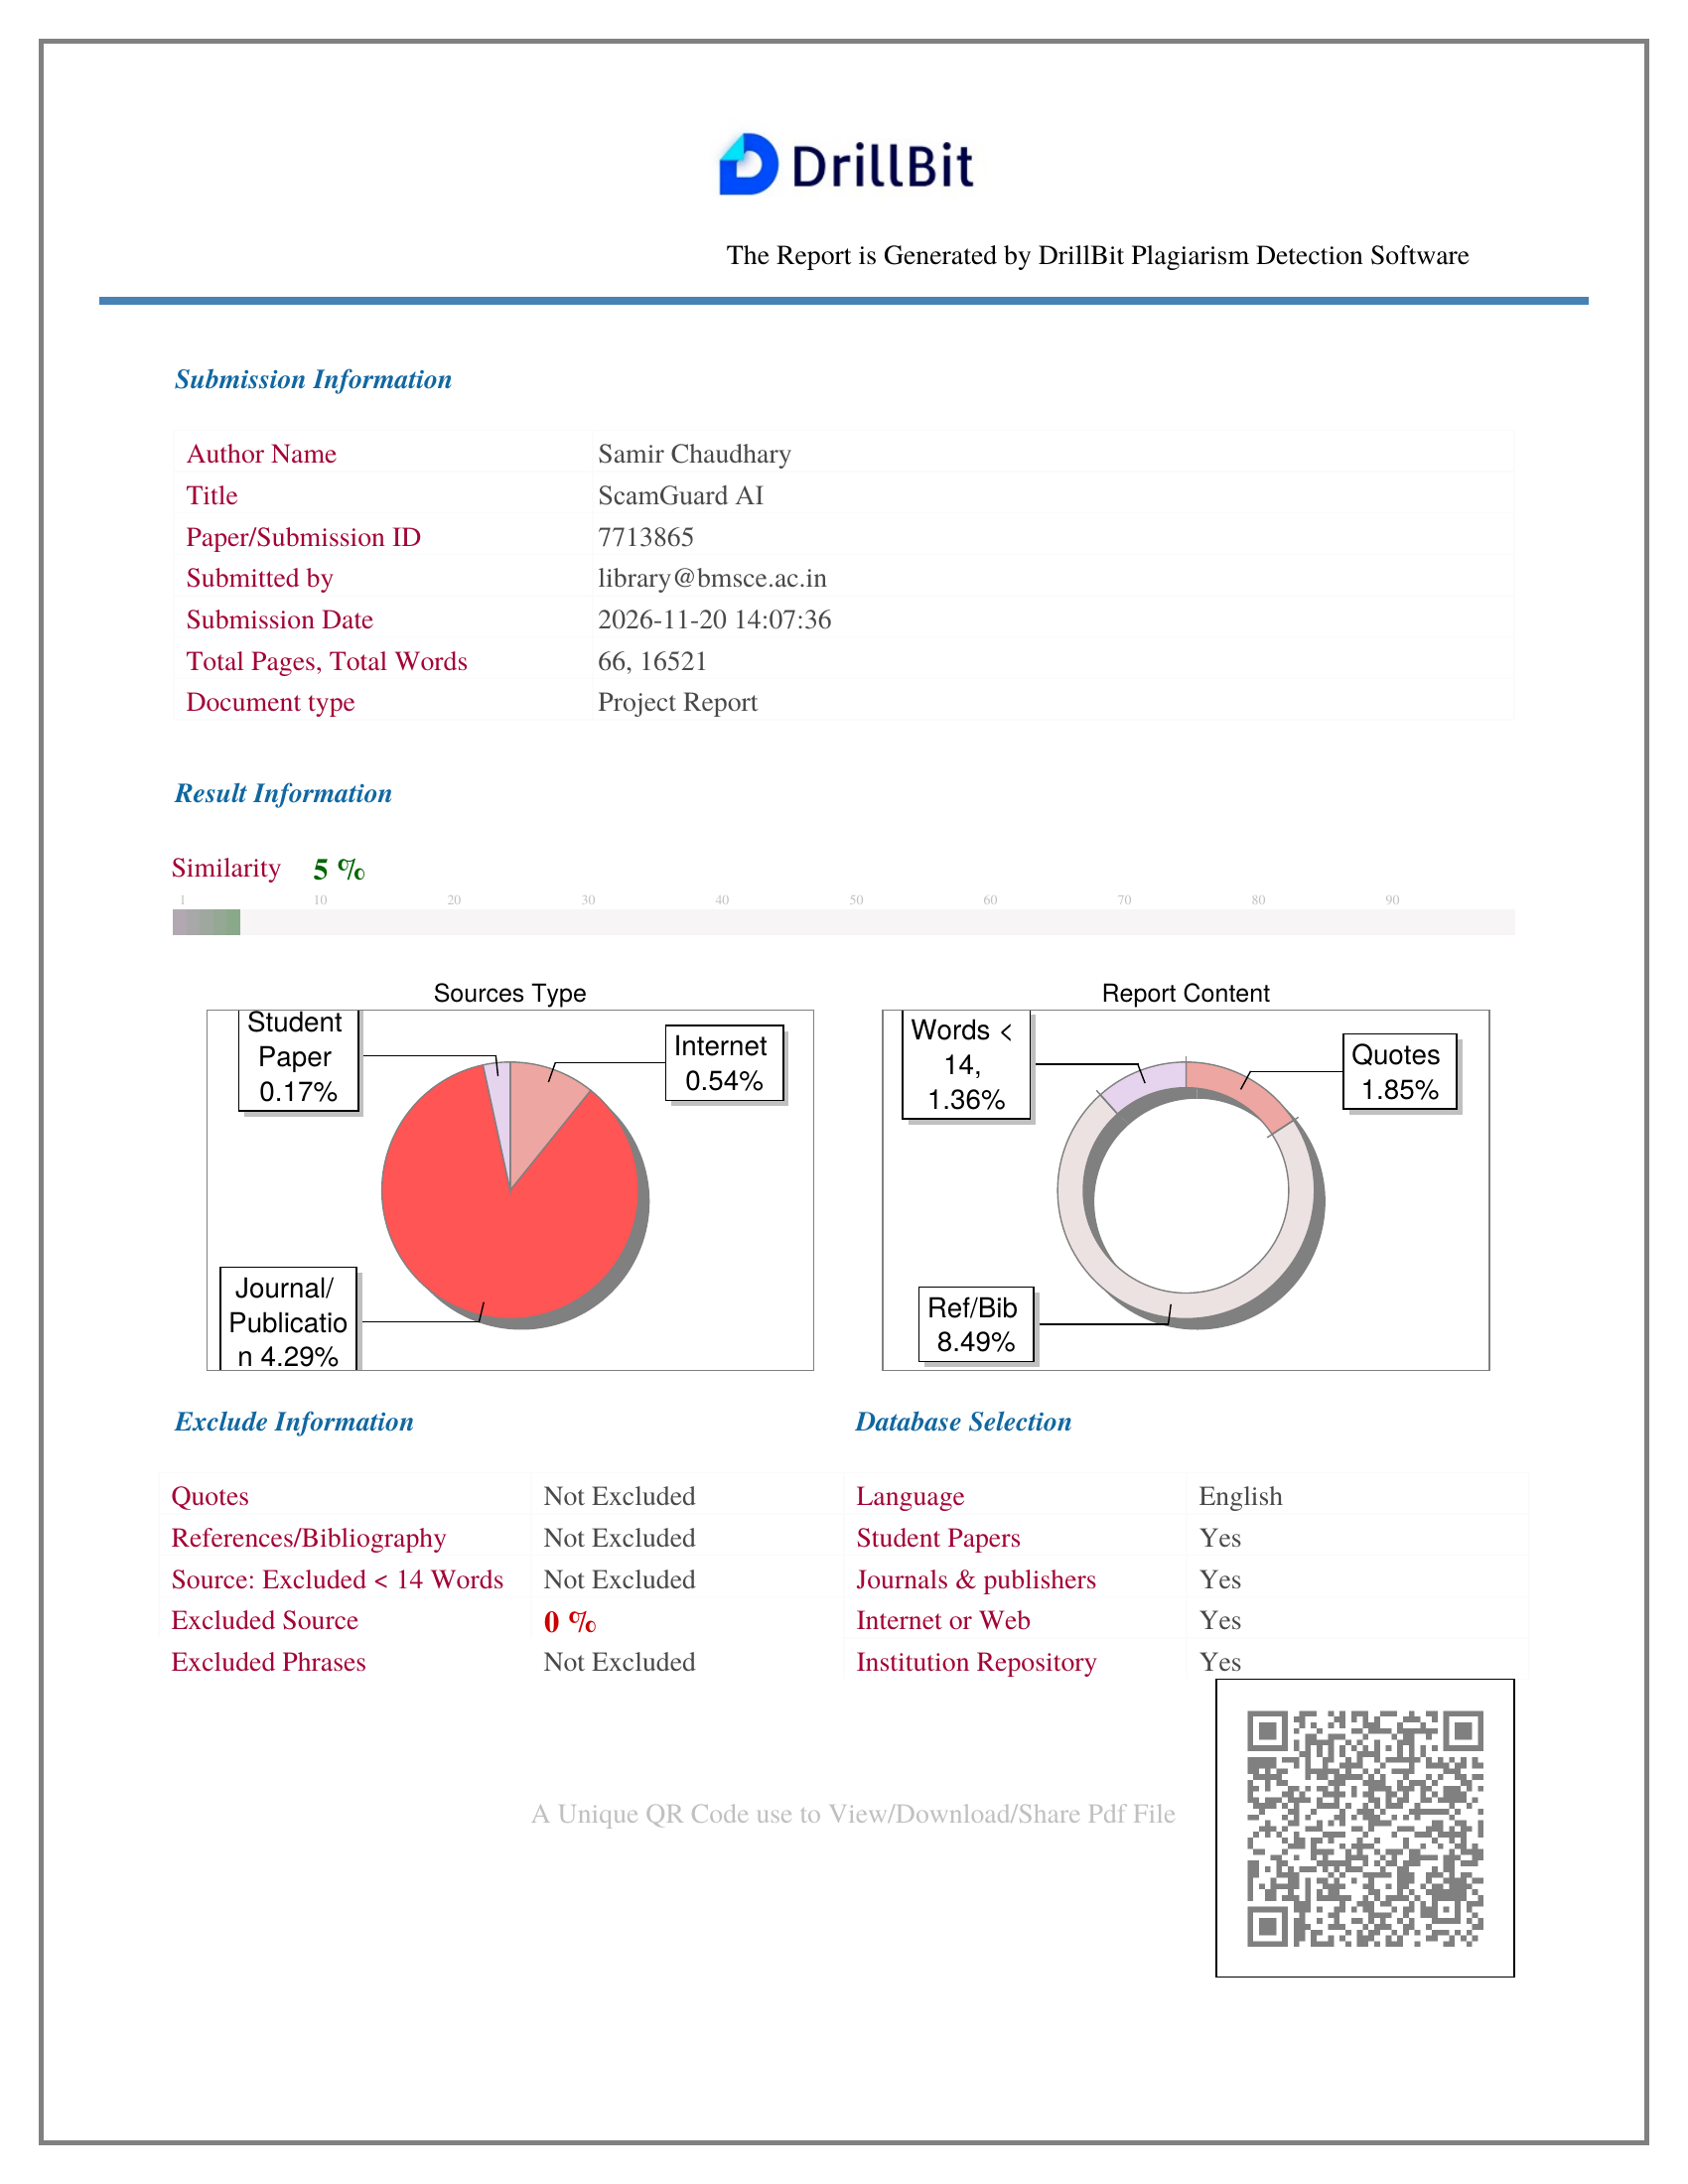 DrillBit
The Report is Generated by DrillBit Plagiarism Detection Software
Submission Information
Author Name Samir Chaudhary
Title ScamGuard AI
Paper/Submission ID 7713865
Submitted by library@bmsce.ac.in
Submission Date 2026-11-20 14:07:36
Total Pages, Total Words 66, 16521
Document type Project Report
Result Information
Similarity 5 %
1 10 20 30 40 50 60 70 80 90
Sources Type
Student
Paper
0.17%
Internet
0.54%
Journal/
Publicatio
n 4.29%
Report Content
Words <
14,
1.36%
Quotes
1.85%
Ref/Bib
8.49%
Exclude Information
Quotes Not Excluded
References/Bibliography Not Excluded
Source: Excluded < 14 Words Not Excluded
Excluded Source 0 %
Excluded Phrases Not Excluded
Database Selection
Language English
Student Papers Yes
Journals & publishers Yes
Internet or Web Yes
Institution Repository Yes
A Unique QR Code use to View/Download/Share Pdf File